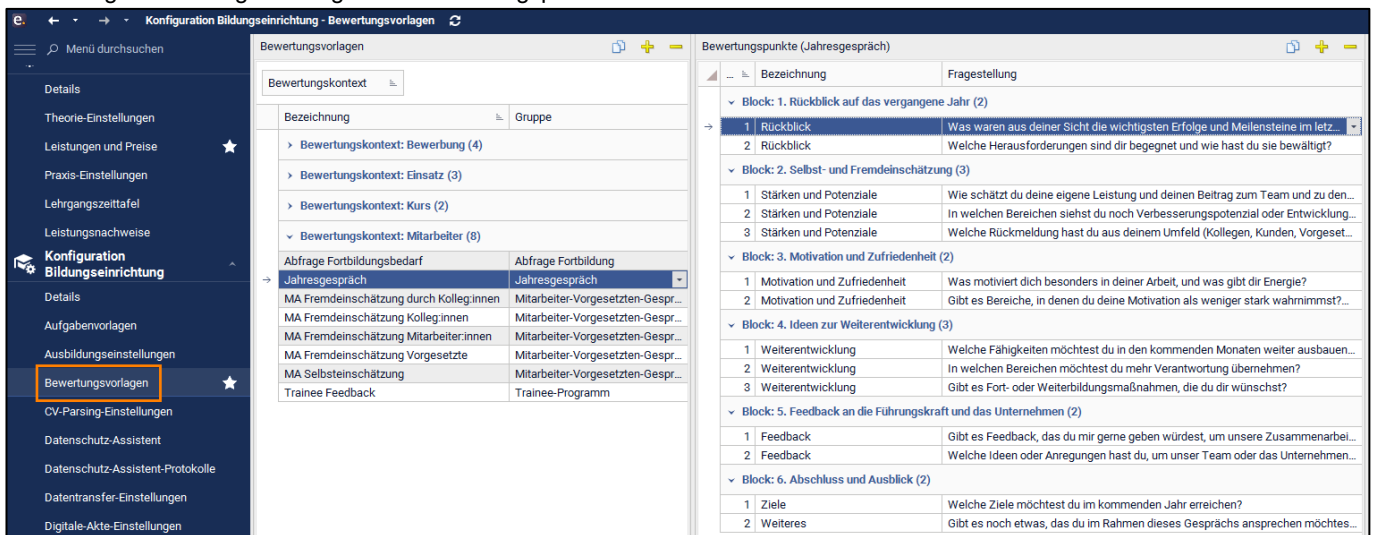 e. Konfiguration Bildungseinrichtung - Bewertungsvorlagen
Menü durchsuchen
Details
Theorie-Einstellungen
Leistungen und Preise
Praxis-Einstellungen
Lehrgangszeittafel
Leistungsnachweise
Konfiguration
Bildungseinrichtung
Details
Aufgabenvorlagen
Ausbildungseinstellungen
Bewertungsvorlagen
CV-Parsing-Einstellungen
Datenschutz-Assistent
Datenschutz-Assistent-Protokolle
Datentransfer-Einstellungen
Digitale-Akte-Einstellungen
Bewertungsvorlagen
Bewertungskontext
Bezeichnung Gruppe
Bewertungskontext: Bewerbung (4)
Bewertungskontext: Einsatz (3)
Bewertungskontext: Kurs (2)
Bewertungskontext: Mitarbeiter (8)
Abfrage Fortbildungsbedarf Abfrage Fortbildung
Jahresgespräch Jahresgespräch
MA Fremdeinschätzung durch Kolleg:innen Mitarbeiter-Vorgesetzten-Gespr...
MA Fremdeinschätzung Kolleg:innen Mitarbeiter-Vorgesetzten-Gespr...
MA Fremdeinschätzung Mitarbeiter:innen Mitarbeiter-Vorgesetzten-Gespr...
MA Fremdeinschätzung Vorgesetzte Mitarbeiter-Vorgesetzten-Gespr...
MA Selbsteinschätzung Mitarbeiter-Vorgesetzten-Gespr...
Trainee Feedback Trainee-Programm
Bewertungspunkte (Jahresgespräch)
... Bezeichnung Fragestellung
Block: 1. Rückblick auf das vergangene Jahr (2)
1 Rückblick Was waren aus deiner Sicht die wichtigsten Erfolge und Meilensteine im letz...
2 Rückblick Welche Herausforderungen sind dir begegnet und wie hast du sie bewältigt?
Block: 2. Selbst- und Fremdeinschätzung (3)
1 Stärken und Potenziale Wie schätzt du deine eigene Leistung und deinen Beitrag zum Team und zu den...
2 Stärken und Potenziale In welchen Bereichen siehst du noch Verbesserungspotenzial oder Entwicklung...
3 Stärken und Potenziale Welche Rückmeldung hast du aus deinem Umfeld (Kollegen, Kunden, Vorgeset...
Block: 3. Motivation und Zufriedenheit (2)
1 Motivation und Zufriedenheit Was motiviert dich besonders in deiner Arbeit, und was gibt dir Energie?
2 Motivation und Zufriedenheit Gibt es Bereiche, in denen du deine Motivation als weniger stark wahrnimmst?...
Block: 4. Ideen zur Weiterentwicklung (3)
1 Weiterentwicklung Welche Fähigkeiten möchtest du in den kommenden Monaten weiter ausbauen...
2 Weiterentwicklung In welchen Bereichen möchtest du mehr Verantwortung übernehmen?
3 Weiterentwicklung Gibt es Fort- oder Weiterbildungsmaßnahmen, die du dir wünschst?
Block: 5. Feedback an die Führungskraft und das Unternehmen (2)
1 Feedback Gibt es Feedback, das du mir gerne geben würdest, um unsere Zusammenarbei...
2 Feedback Welche Ideen oder Anregungen hast du, um unser Team oder das Unternehmen...
Block: 6. Abschluss und Ausblick (2)
1 Ziele Welche Ziele möchtest du im kommenden Jahr erreichen?
2 Weiteres Gibt es noch etwas, das du im Rahmen dieses Gesprächs ansprechen möchtes...